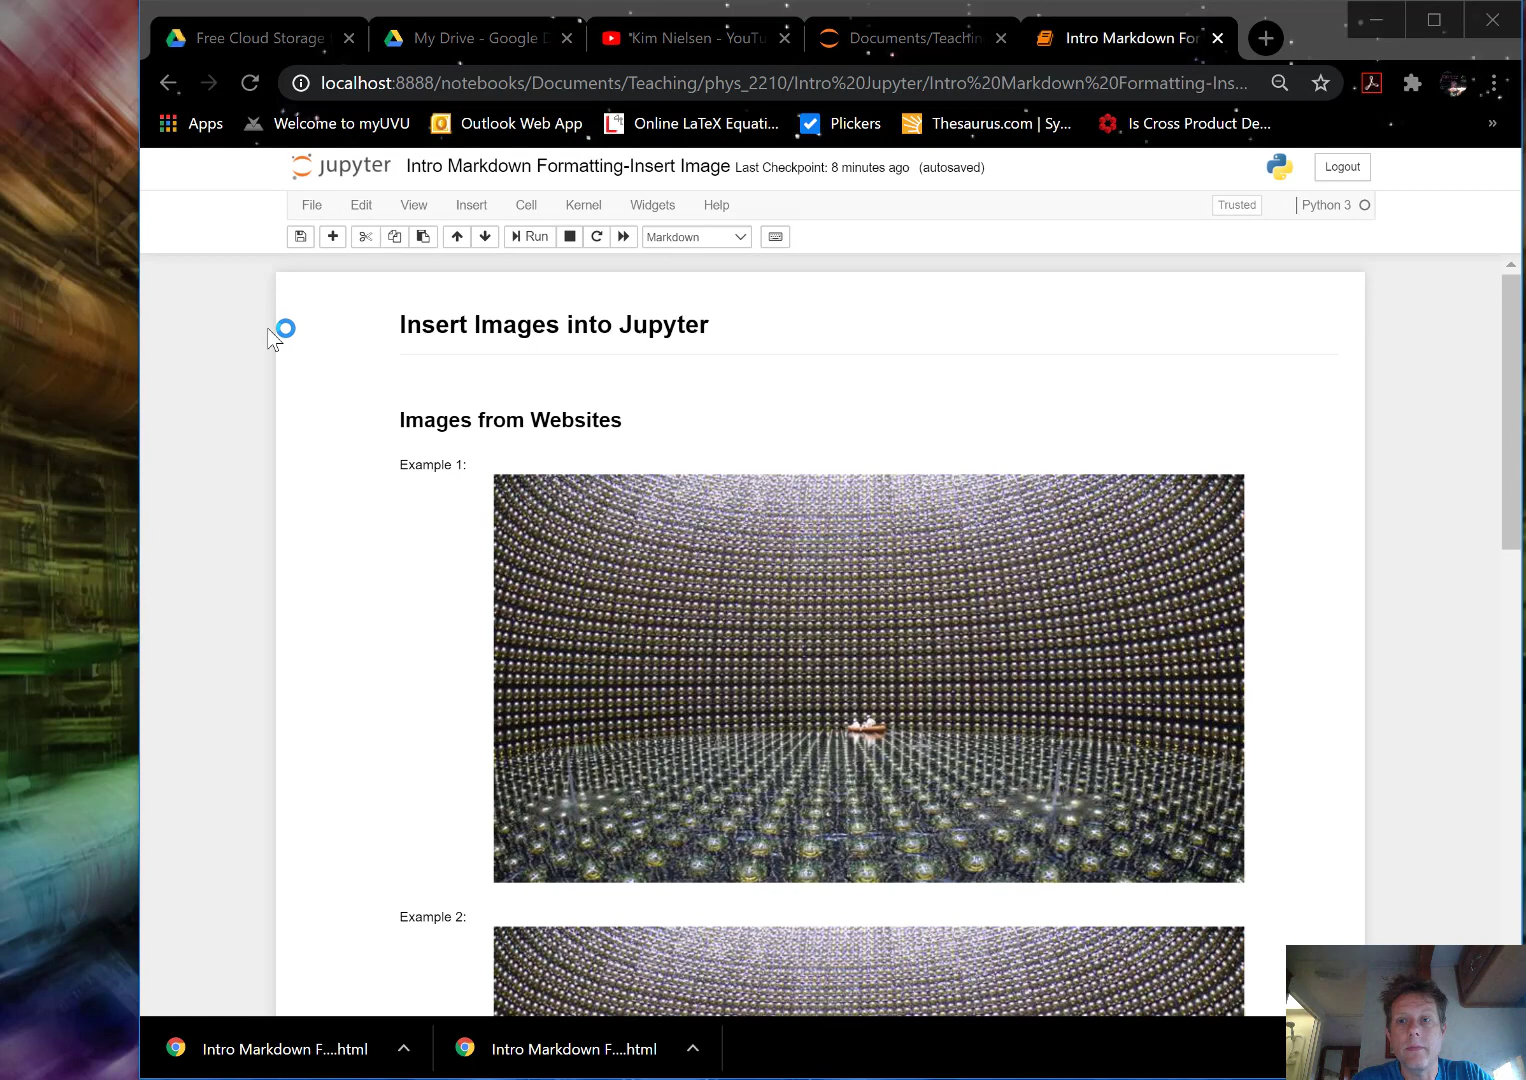 Free Cloud Storage
My Drive - Google D
"Kim Nielsen - YouTu
Documents/Teachin
Intro Markdown For
localhost:8888/notebooks/Documents/Teaching/phys_2210/Intro%20Jupyter/Intro%20Markdown%20Formatting-Ins...
Apps
Welcome to myUVU
Outlook Web App
Online LaTeX Equati...
Plickers
Thesaurus.com | Sy...
Is Cross Product De...
»
jupyter Intro Markdown Formatting-Insert Image Last Checkpoint: 8 minutes ago (autosaved)
Logout
File Edit View Insert Cell Kernel Widgets Help
Trusted
Python 3
Run
Markdown
Insert Images into Jupyter
Images from Websites
Example 1:
Example 2:
Intro Markdown F....html
Intro Markdown F....html